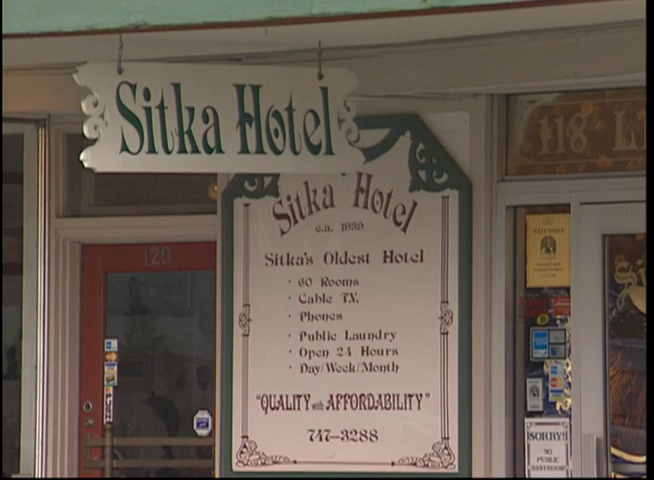 Sitka Hotel
Sitka Hotel
c.a. 1939
Sitka's Oldest Hotel
· 60 Rooms
· Cable T.V.
· Phones
· Public Laundry
· Open 24 Hours
· Day/Week/Month
"QUALITY with AFFORDABILITY"
747-3288
120
118 L
WELCOME
SORRY!
NO
PUBLIC
RESTROOM